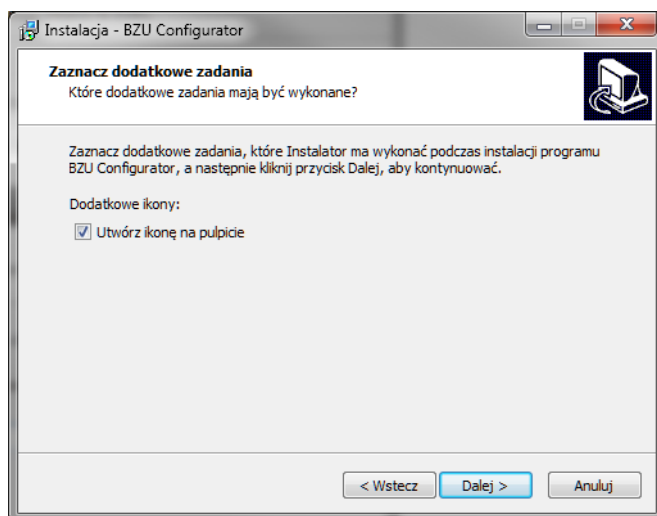 Instalacja - BZU Configurator
Zaznacz dodatkowe zadania
Które dodatkowe zadania mają być wykonane?
Zaznacz dodatkowe zadania, które Instalator ma wykonać podczas instalacji programu
BZU Configurator, a następnie kliknij przycisk Dalej, aby kontynuować.
Dodatkowe ikony:
Utwórz ikonę na pulpicie
< Wstecz Dalej > Anuluj